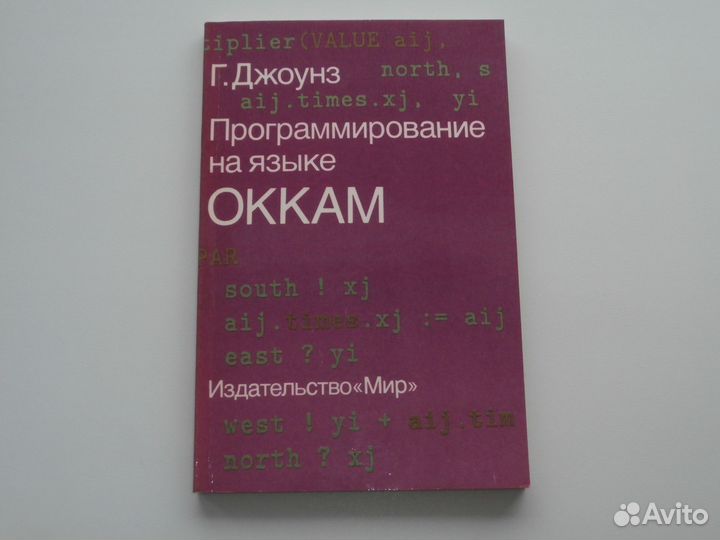 tiplier(VALUE aij,
Г.Джоунз north, s
aij.times.xj, yi
Программирование
на языке
ОККАМ
PAR
south ! xj
aij.times.xj := aij
east ? yi
Издательство«Мир»
west ! yi + aij.tim
north ? xj
Avito